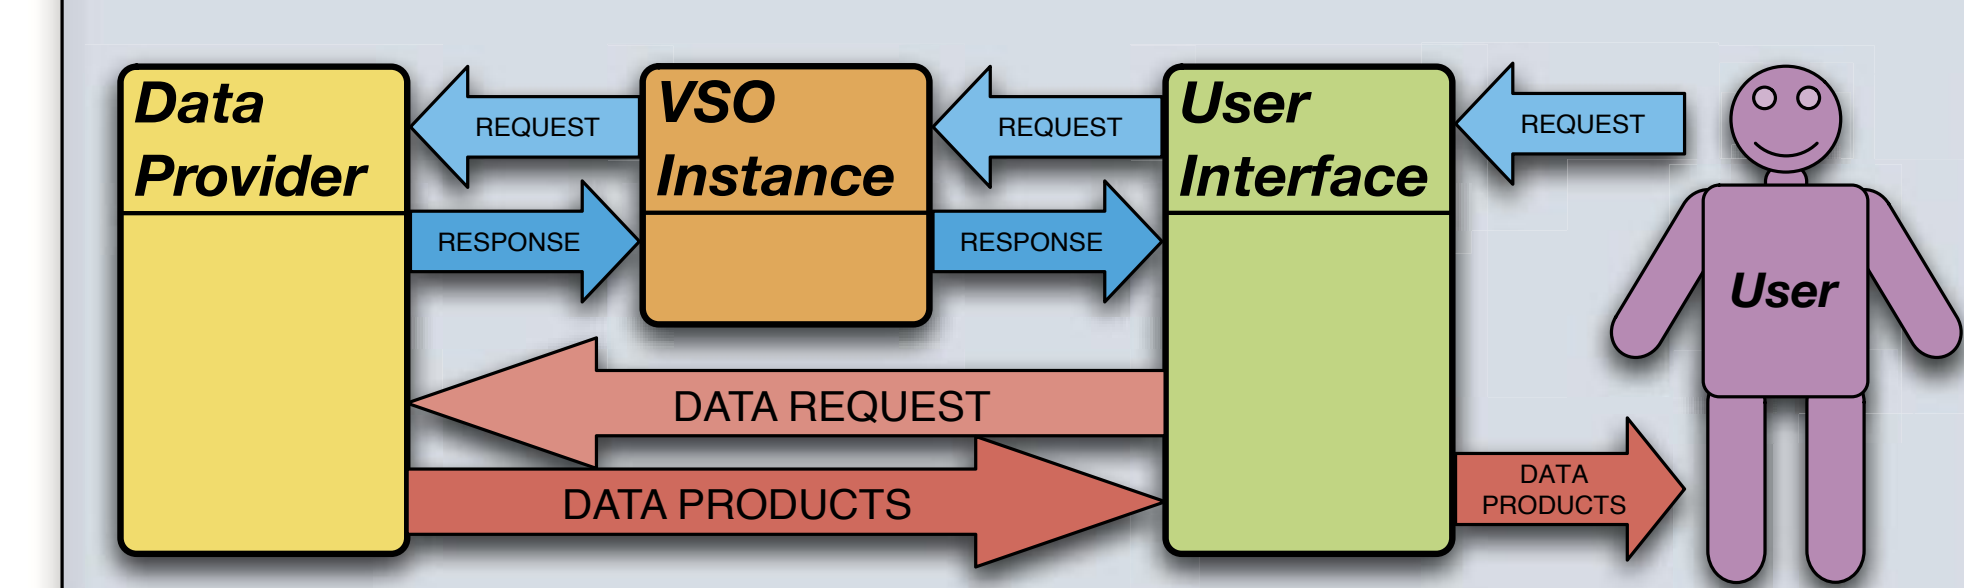 Data
Provider
REQUEST
RESPONSE
VSO
Instance
REQUEST
RESPONSE
User
Interface
REQUEST
User
DATA REQUEST
DATA PRODUCTS
DATA
PRODUCTS